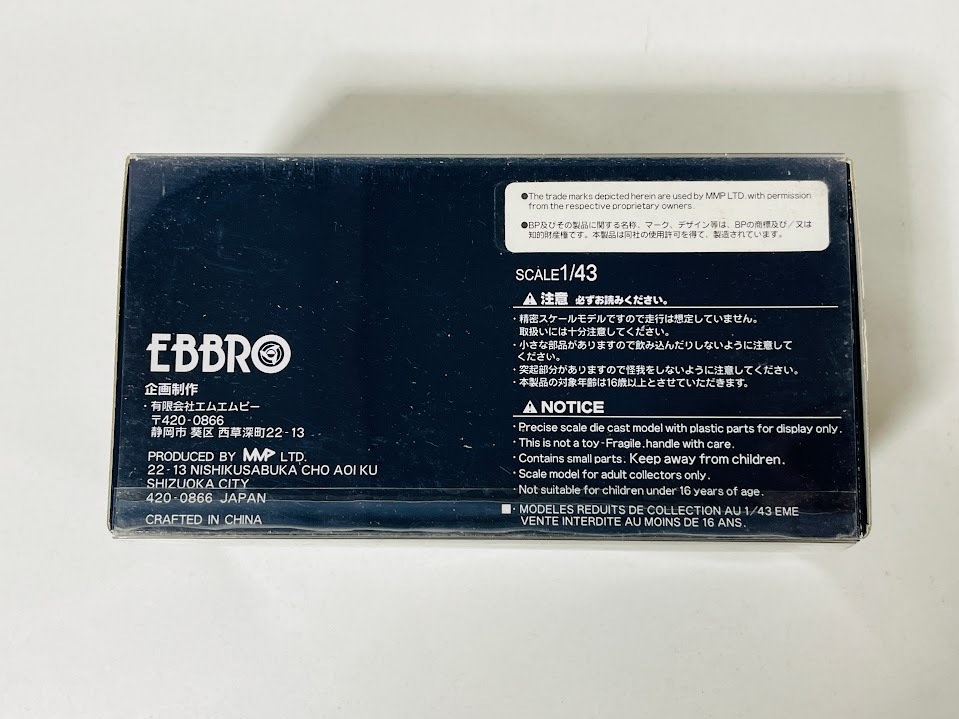 ●The trade marks depicted herein are used by MMP LTD. with permission
from the respective proprietary owners.
●BP及びその製品に関する名称、マーク、デザイン等は、BPの商標及び/又は
知的財産権です。本製品は同社の使用許可を得て、製造されています。
SCALE1/43
注意 必ずお読みください。
・精密スケールモデルですので走行は想定していません。
取扱いには十分注意してください。
・小さな部品がありますので飲み込んだりしないように注意して
ください。
・突起部分がありますので怪我をしないように注意してください。
・本製品の対象年齢は16歳以上とさせていただきます。
NOTICE
・Precise scale die cast model with plastic parts for display only.
・This is not a toy-Fragile.handle with care.
・Contains small parts. Keep away from children.
・Scale model for adult collectors only.
・Not suitable for children under 16 years of age.
・MODELES REDUITS DE COLLECTION AU 1/43 EME
VENTE INTERDITE AU MOINS DE 16 ANS.
EBBRO
企画制作
・有限会社エムエムピー
〒420-0866
静岡市 葵区 西草深町22-13
PRODUCED BY MMP LTD.
22-13 NISHIKUSABUKA CHO AOI KU
SHIZUOKA CITY
420-0866 JAPAN
CRAFTED IN CHINA